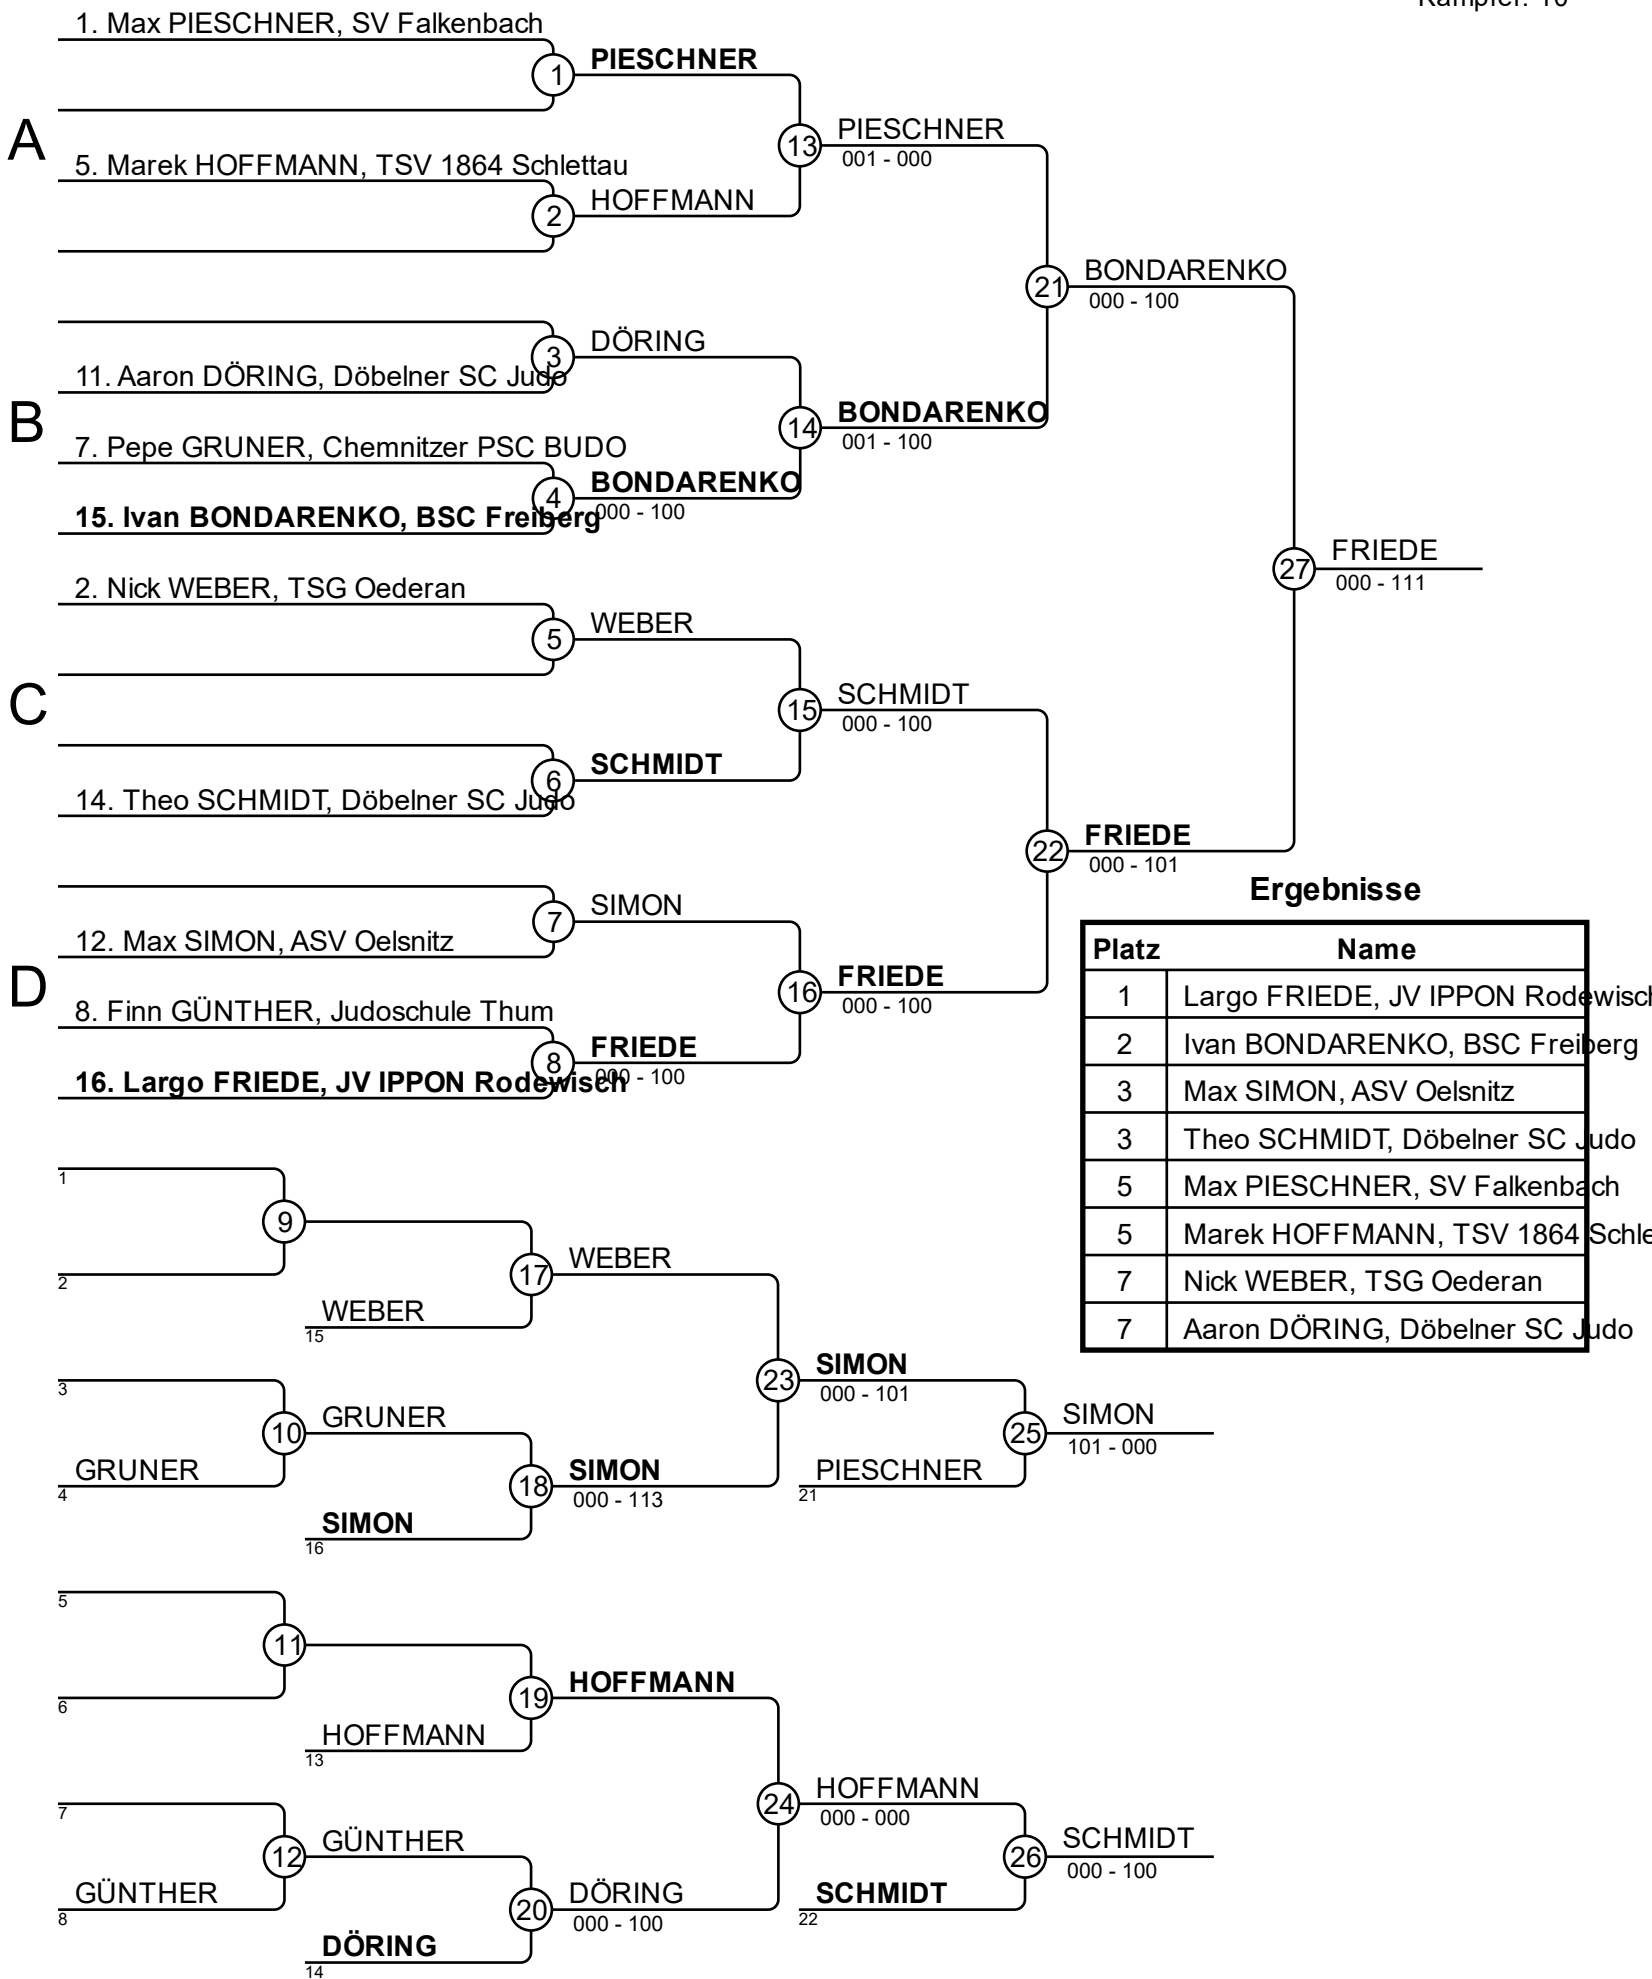 Kämpfer: 10
1. Max PIESCHNER, SV Falkenbach
1
PIESCHNER
A
13
PIESCHNER
001 - 000
5. Marek HOFFMANN, TSV 1864 Schlettau
2
HOFFMANN
21
BONDARENKO
000 - 100
3
DÖRING
11. Aaron DÖRING, Döbelner SC Judo
B
14
BONDARENKO
001 - 100
7. Pepe GRUNER, Chemnitzer PSC BUDO
4
BONDARENKO
000 - 100
15. Ivan BONDARENKO, BSC Freiberg
27
FRIEDE
000 - 111
2. Nick WEBER, TSG Oederan
5
WEBER
C
15
SCHMIDT
000 - 100
6
SCHMIDT
14. Theo SCHMIDT, Döbelner SC Judo
22
FRIEDE
000 - 101
7
SIMON
12. Max SIMON, ASV Oelsnitz
D
16
FRIEDE
000 - 100
8. Finn GÜNTHER, Judoschule Thum
8
FRIEDE
000 - 100
16. Largo FRIEDE, JV IPPON Rodewisch
Ergebnisse
Platz Name
1 Largo FRIEDE, JV IPPON Rodewisch
2 Ivan BONDARENKO, BSC Freiberg
3 Max SIMON, ASV Oelsnitz
3 Theo SCHMIDT, Döbelner SC Judo
5 Max PIESCHNER, SV Falkenbach
5 Marek HOFFMANN, TSV 1864 Schle
7 Nick WEBER, TSG Oederan
7 Aaron DÖRING, Döbelner SC Judo
1
9
2
17
WEBER
WEBER
15
23
SIMON
000 - 101
3
10
GRUNER
GRUNER
4
18
SIMON
000 - 113
SIMON
16
25
SIMON
101 - 000
PIESCHNER
21
5
11
6
19
HOFFMANN
HOFFMANN
13
24
HOFFMANN
000 - 000
7
12
GÜNTHER
GÜNTHER
8
20
DÖRING
000 - 100
DÖRING
14
26
SCHMIDT
000 - 100
SCHMIDT
22